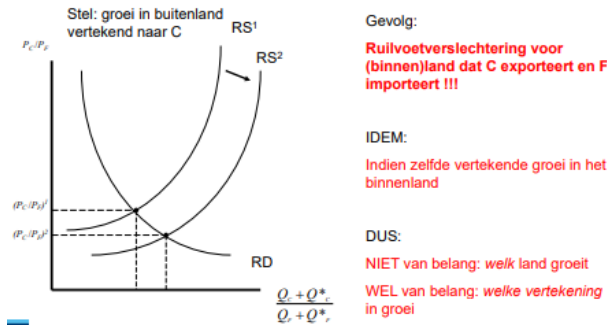 Stel: groei in buitenland
vertekend naar C
P_C/P_F
RS¹
RS²
(P_C/P_F)¹
(P_C/P_F)²
RD
Q_c + Q*_c
Q_F + Q*_F
Gevolg:
Ruilvoetverslechtering voor
(binnen)land dat C exporteert en F
importeert !!!
IDEM:
Indien zelfde vertekende groei in het
binnenland
DUS:
NIET van belang: welk land groeit
WEL van belang: welke vertekening
in groei